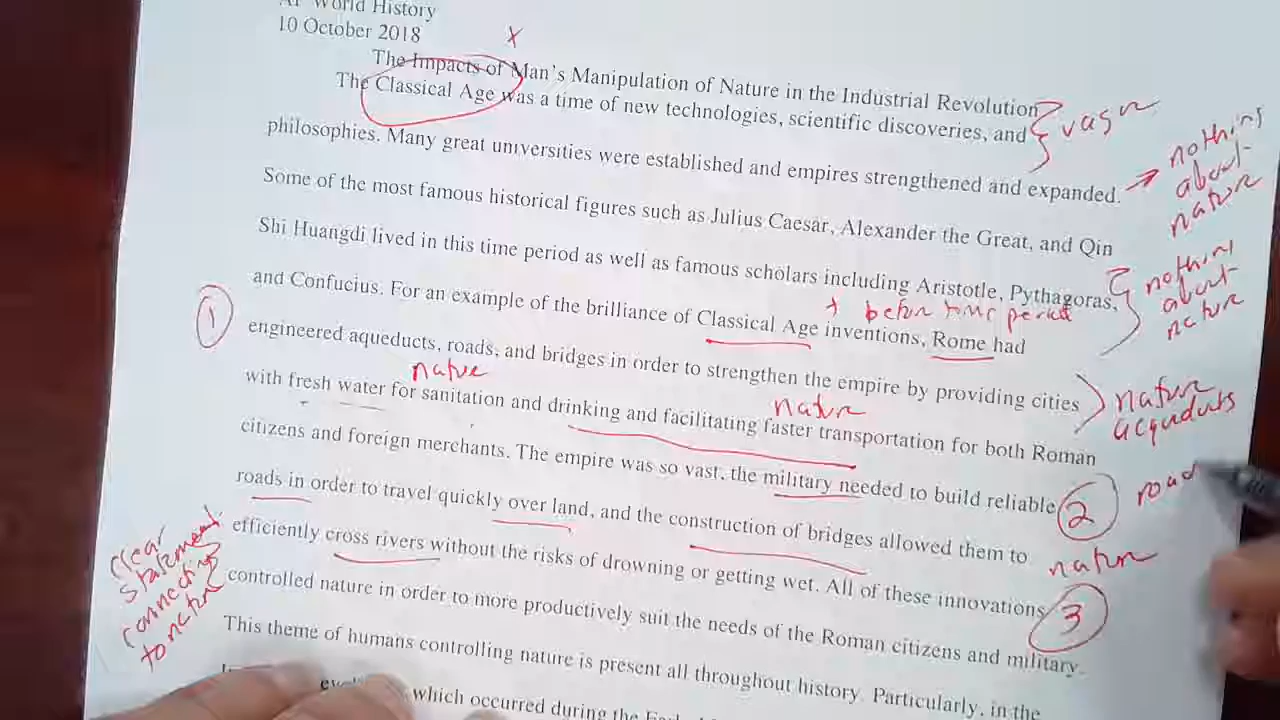 AP World History
10 October 2018
x
The Impacts of Man's Manipulation of Nature in the Industrial Revolution
The Classical Age was a time of new technologies, scientific discoveries, and
vague
philosophies. Many great universities were established and empires strengthened and expanded.
nothing
about
nature
Some of the most famous historical figures such as Julius Caesar, Alexander the Great, and Qin
Shi Huangdi lived in this time period as well as famous scholars including Aristotle, Pythagoras,
nothing
about
nature
and Confucius. For an example of the brilliance of Classical Age inventions, Rome had
+ before time period
1
engineered aqueducts, roads, and bridges in order to strengthen the empire by providing cities
nature
nature
aqueducts
with fresh water for sanitation and drinking and facilitating faster transportation for both Roman
nature
citizens and foreign merchants. The empire was so vast, the military needed to build reliable
2
road
roads in order to travel quickly over land, and the construction of bridges allowed them to
nature
efficiently cross rivers without the risks of drowning or getting wet. All of these innovations
3
clear
statement
connecting
to nature
controlled nature in order to more productively suit the needs of the Roman citizens and military.
This theme of humans controlling nature is present all throughout history. Particularly, in the
which occurred during the